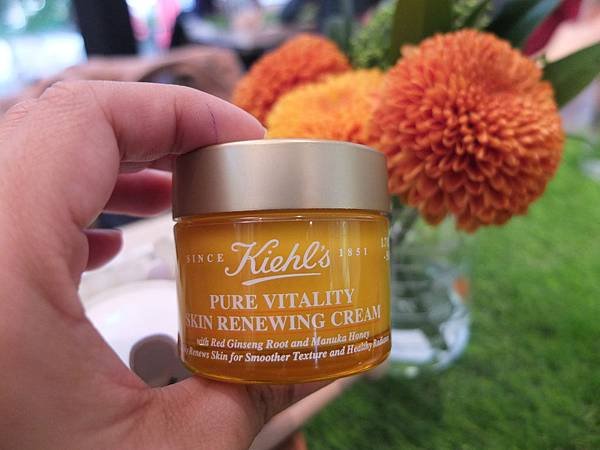 SINCE Kiehl's 1851
PURE VITALITY
SKIN RENEWING CREAM
with Red Ginseng Root and Manuka Honey
Renews Skin for Smoother Texture and Healthy Radiance